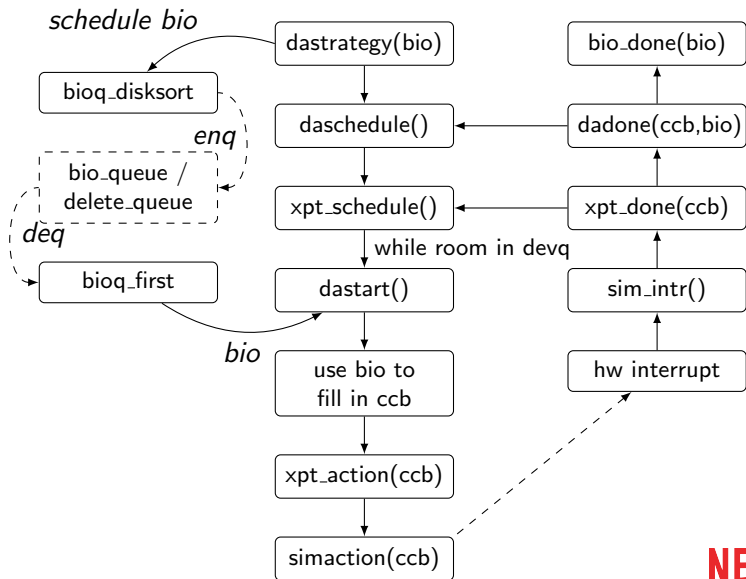 schedule bio
dastrategy(bio)
bio_done(bio)
bioq_disksort
enq
daschedule()
dadone(ccb,bio)
bio_queue /
delete_queue
xpt_schedule()
xpt_done(ccb)
deq
while room in devq
bioq_first
dastart()
sim_intr()
bio
use bio to
fill in ccb
hw interrupt
xpt_action(ccb)
simaction(ccb)
NE